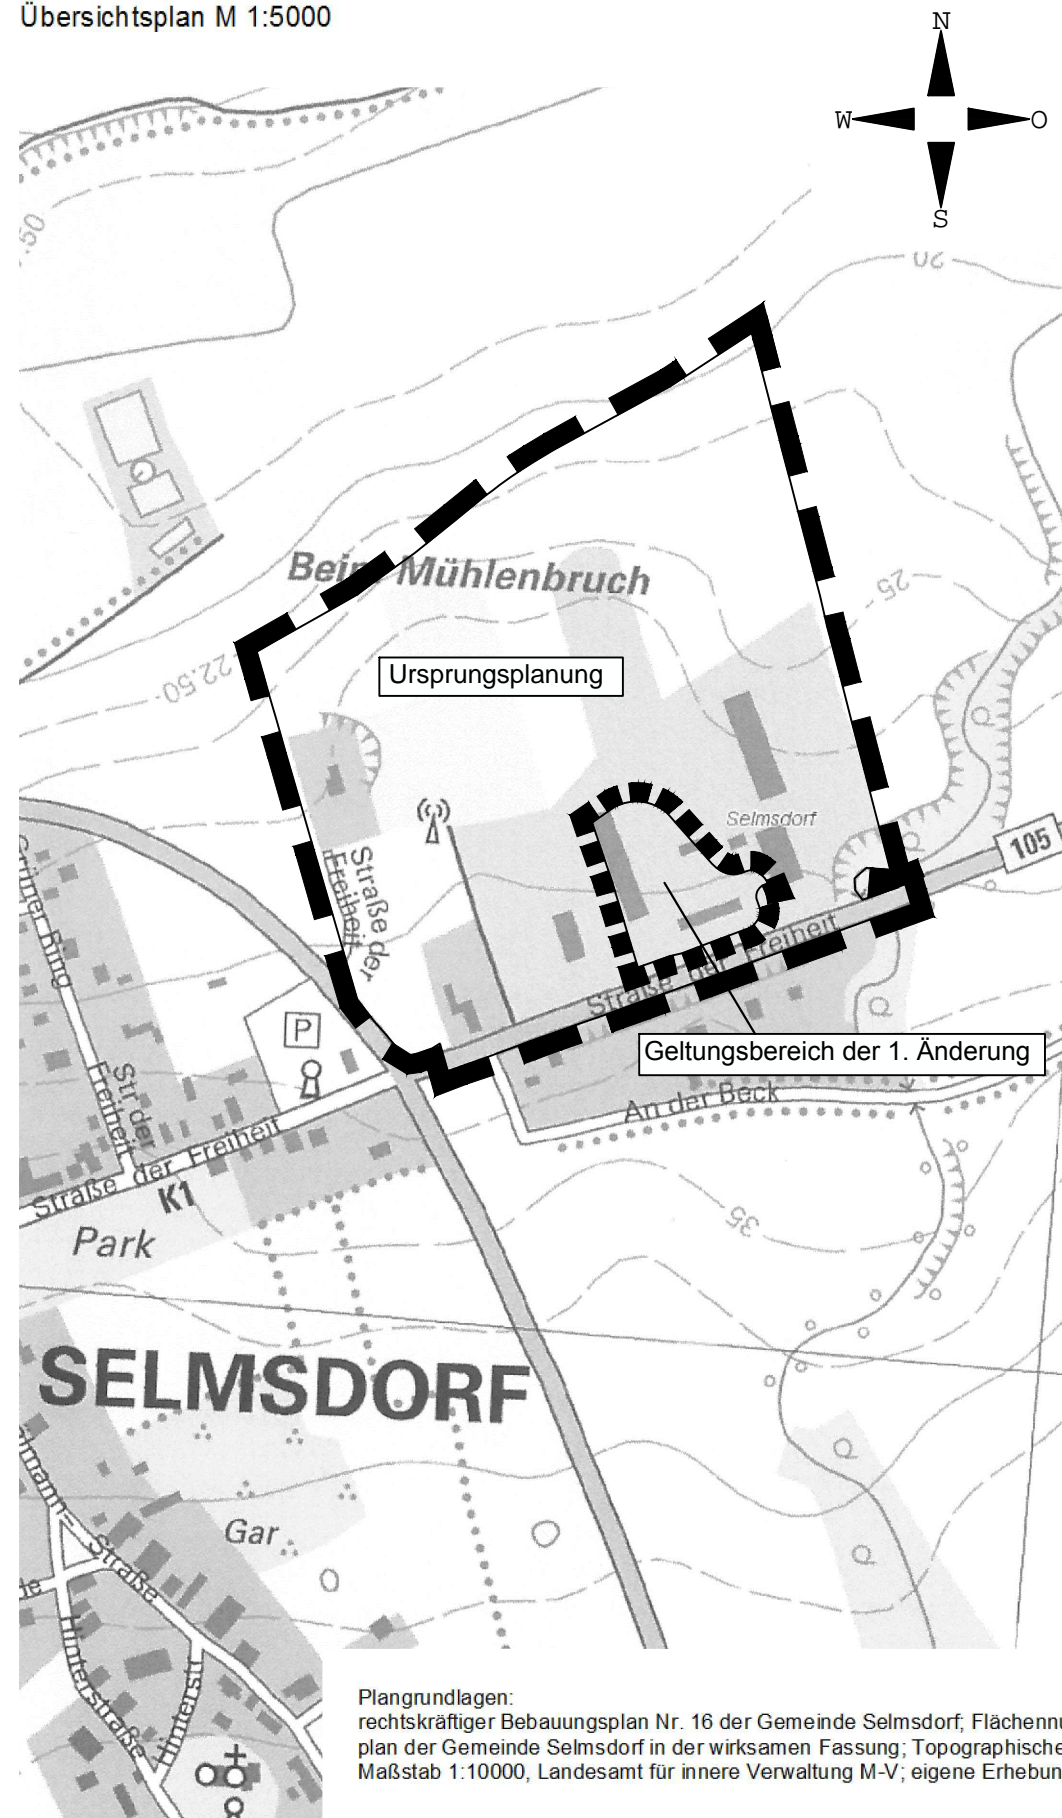 Übersichtsplan M 1:5000
N
W
O
S
20
Beim Mühlenbruch
25
22.50
Ursprungsplanung
Selmsdorf
105
Straße der
Freiheit
Straße der Freiheit
Ring
P
Geltungsbereich der 1. Änderung
Str der
Freiheit
An der Beck
Straße der Freiheit
K1
35
Park
SELMSDORF
Gar
Straße
Hinterstraße
Hinterstr
Plangrundlagen:
rechtskräftiger Bebauungsplan Nr. 16 der Gemeinde Selmsdorf;
plan der Gemeinde Selmsdorf in der wirksamen Fassung; Topographische
Maßstab 1:10000, Landesamt für innere Verwaltung M-V; eigene